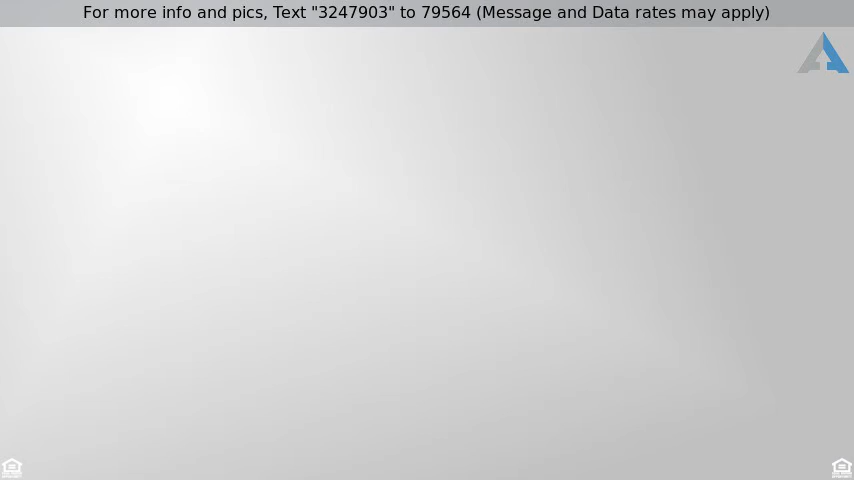 For more info and pics, Text "3247903" to 79564 (Message and Data rates may apply)